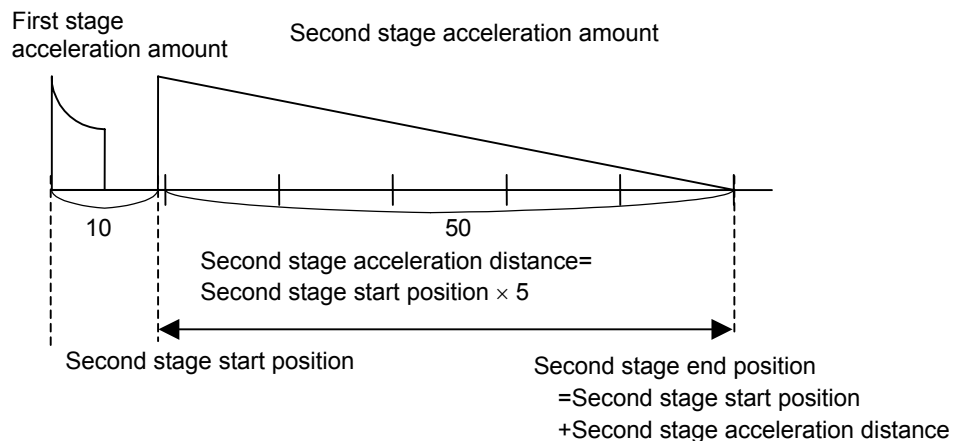 First stage
acceleration amount
Second stage acceleration amount
10
50
Second stage acceleration distance=
Second stage start position × 5
Second stage start position
Second stage end position
=Second stage start position
+Second stage acceleration distance